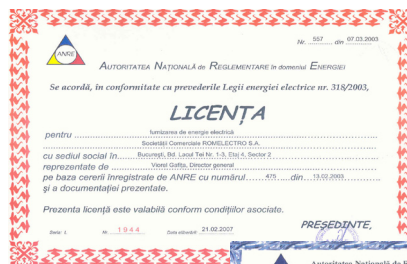 Nr. 557 din 07.03.2003
ANRE
AUTORITATEA NAȚIONALĂ de REGLEMENTARE în domeniul ENERGIEI
Se acordă, în conformitate cu prevederile Legii energiei electrice nr. 318/2003,
LICENȚA
pentru furnizarea de energie electrică
Societății Comerciale ROMELECTRO S.A.
cu sediul social în București, Bd. Lacul Tei Nr. 1-3, Etaj 4, Sector 2
reprezentate de Viorel Gafița, Director general
pe baza cererii înregistrate de ANRE cu numărul 475 din 13.02.2003
și a documentației prezentate.
Prezenta licență este valabilă conform condițiilor asociate.
PREȘEDINTE,
Seria: L Nr. 1944 Data eliberării 21.02.2007
Autoritatea Națională de